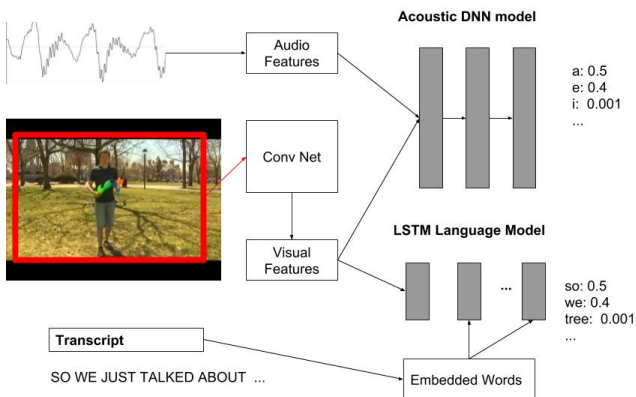 Acoustic DNN model
Audio
Features
a: 0.5
e: 0.4
i: 0.001
...
Conv Net
LSTM Language Model
Visual
Features
...
so: 0.5
we: 0.4
tree: 0.001
...
Transcript
SO WE JUST TALKED ABOUT ...
Embedded Words